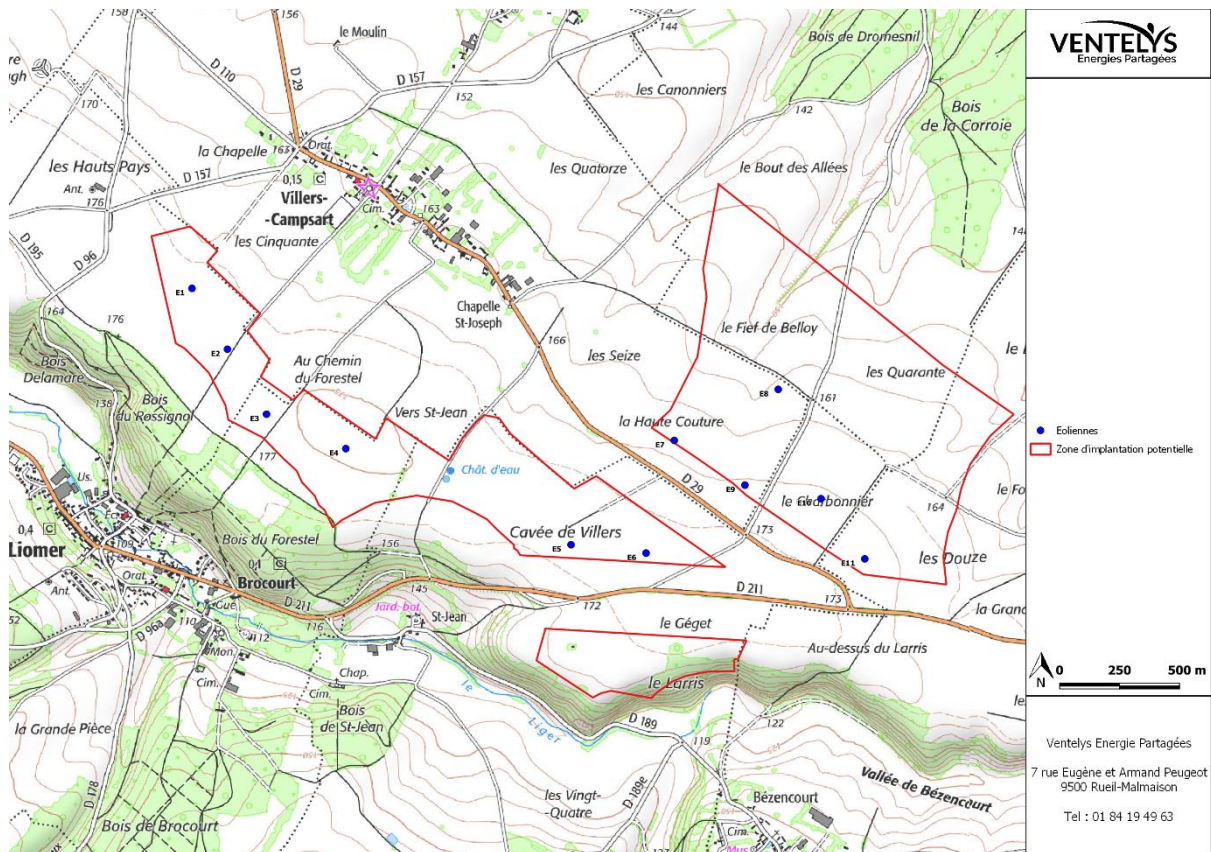 158
156
le Moulin
D 110
D 29
D 157
152
144
Bois de Dromesnil
170
les Canonniers
142
Bois
de la Corroie
les Hauts Pays
la Chapelle
163
Orat.
les Quatorze
le Bout des Allées
Ant.
176
D 157
0,15 C
Villers-
-Campsart
Cim.
163
les Cinquante
D 195
D 96
E1
164
176
E2
Chapelle
St-Joseph
166
le Fief de Belloy
Bois
Delamare
138
Bois
du Rossignol
Au Chemin
du Forestel
les Seize
les Quarante
E8
161
Vers St-Jean
la Haute Couture
E3
177
E4
E7
Chât. d'eau
D 29
E9
le Charbonnier
E10
164
Us.
0,4 C
Liomer
109
Bois du Forestel
Cavée de Villers
E5
E6
173
les Douze
E11
156
Brocourt
Orat.
Ant.
D 211
145
Jard. bot.
St-Jean
172
D 211
173
la Grand
52
D 96a
110
Gué
112
116
le Géget
Au-dessus du Larris
Mon.
Cim.
Chap.
Cim.
Bois
de St-Jean
le
Liger
le Larris
D 189
122
119
la Grande Pièce
D 178
Bois de Brocourt
les Vingt-
-Quatre
D 189e
Bézencourt
Vallée de Bézencourt
Cim.
Mus.
VENTELYS
Energies Partagées
Eoliennes
Zone d'implantation potentielle
N
0 250 500 m
Ventelys Energie Partagées
7 rue Eugène et Armand Peugeot
9500 Rueil-Malmaison
Tel : 01 84 19 49 63